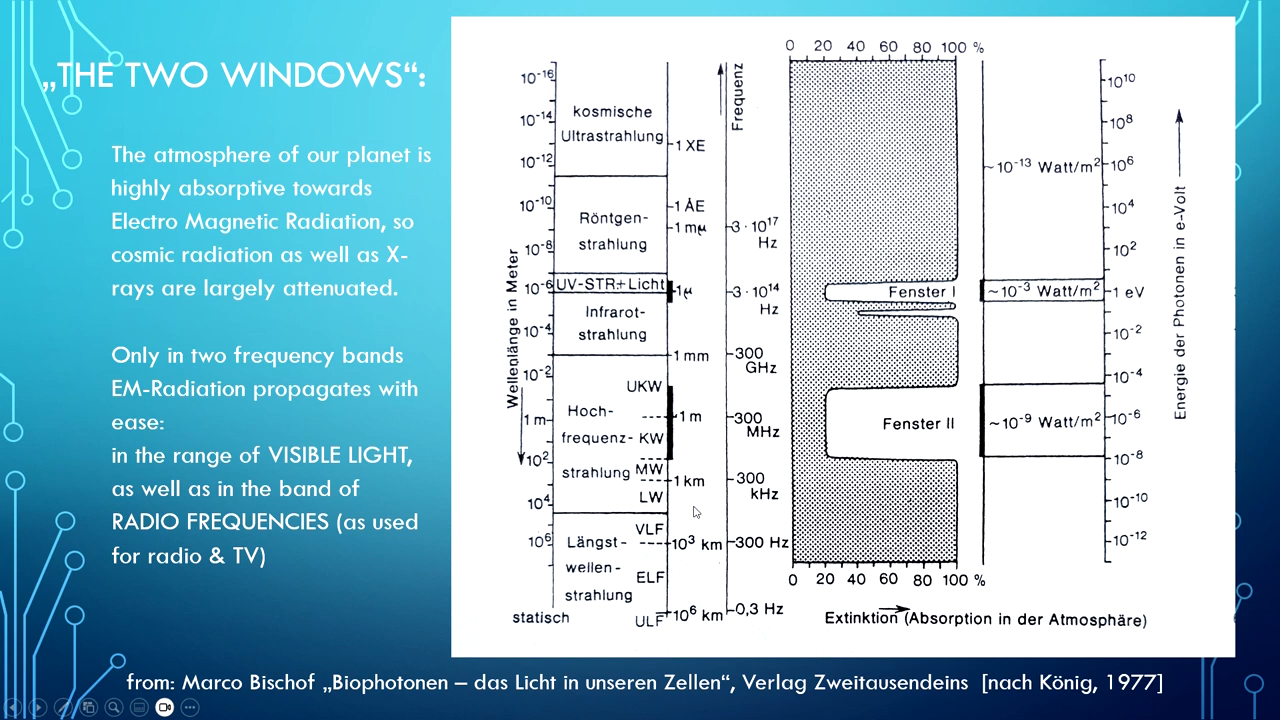 „THE TWO WINDOWS“:
The atmosphere of our planet is
highly absorptive towards
Electro Magnetic Radiation, so
cosmic radiation as well as X-
rays are largely attenuated.
Only in two frequency bands
EM-Radiation propagates with
ease:
in the range of VISIBLE LIGHT,
as well as in the band of
RADIO FREQUENCIES (as used
for radio & TV)
Wellenlänge in Meter
10⁻¹⁶
10⁻¹⁴
10⁻¹²
10⁻¹⁰
10⁻⁸
10⁻⁶
10⁻⁴
10⁻²
1 m
10²
10⁴
10⁶
statisch
kosmische
Ultrastrahlung
Röntgen-
strahlung
UV-STR.+Licht
Infrarot-
strahlung
UKW
Hoch-
frequenz- KW
strahlung MW
LW
VLF
Längst-
wellen-
ELF
strahlung
ULF
1 XE
1 ÅE
1 mµ
1µ
1 mm
1 m
1 km
10³ km
10⁶ km
Frequenz
3 · 10¹⁷
Hz
3 · 10¹⁴
Hz
300
GHz
300
MHz
300
kHz
300 Hz
0,3 Hz
0 20 40 60 80 100 %
Fenster I
Fenster II
0 20 40 60 80 100 %
Extinktion (Absorption in der Atmosphäre)
~10⁻¹³ Watt/m²
~10⁻³ Watt/m²
~10⁻⁹ Watt/m²
10¹⁰
10⁸
10⁶
10⁴
10²
1 eV
10⁻²
10⁻⁴
10⁻⁶
10⁻⁸
10⁻¹⁰
10⁻¹²
Energie der Photonen in e-Volt
from: Marco Bischof „Biophotonen – das Licht in unseren Zellen“, Verlag Zweitausendeins [nach König, 1977]